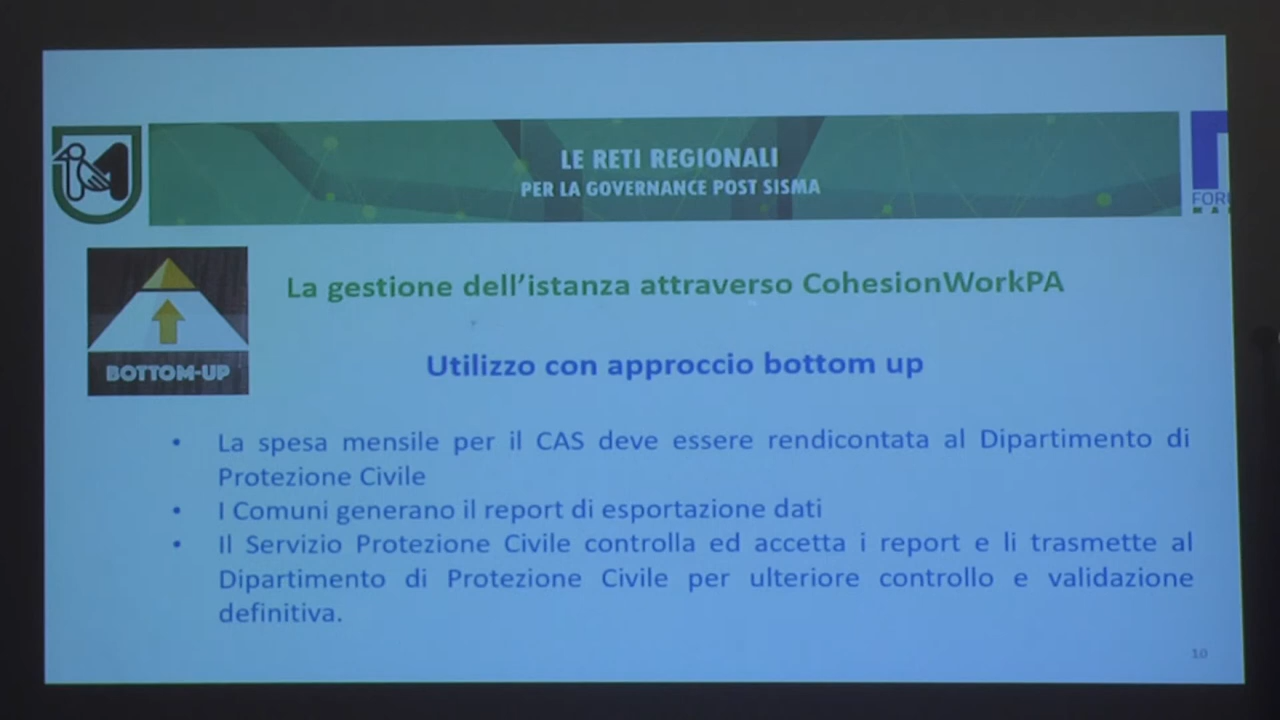 LE RETI REGIONALI
PER LA GOVERNANCE POST SISMA
BOTTOM-UP
La gestione dell'istanza attraverso CohesionWorkPA
Utilizzo con approccio bottom up
• La spesa mensile per il CAS deve essere rendicontata al Dipartimento di
Protezione Civile
• I Comuni generano il report di esportazione dati
• Il Servizio Protezione Civile controlla ed accetta i report e li trasmette al
Dipartimento di Protezione Civile per ulteriore controllo e validazione
definitiva.
10